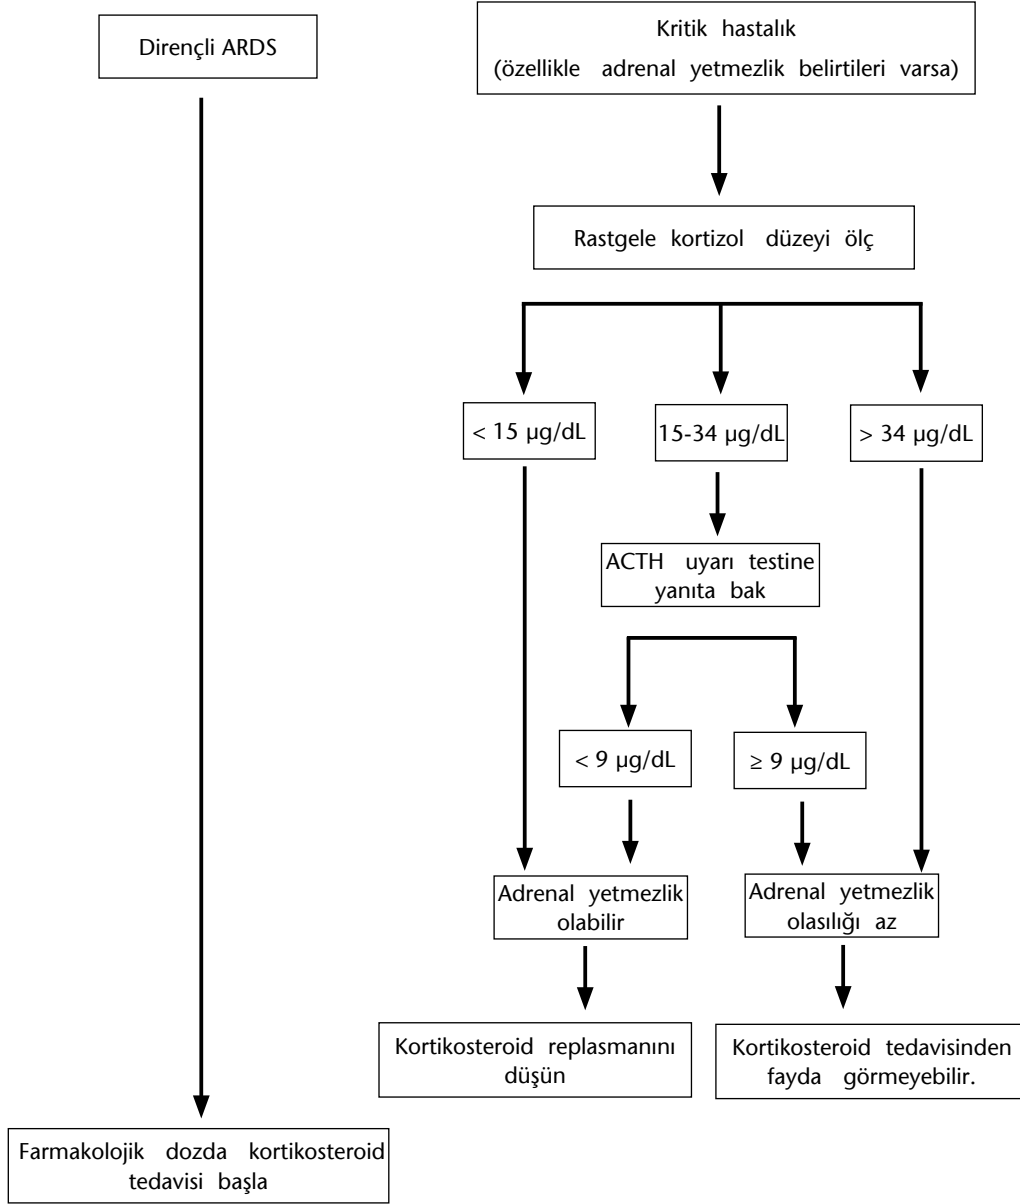 Dirençli ARDS
Kritik hastalık
(özellikle adrenal yetmezlik belirtileri varsa)
Rastgele kortizol düzeyi ölç
< 15 µg/dL
15-34 µg/dL
> 34 µg/dL
ACTH uyarı testine
yanıta bak
< 9 µg/dL
≥ 9 µg/dL
Adrenal yetmezlik
olabilir
Adrenal yetmezlik
olasılığı az
Kortikosteroid replasmanını
düşün
Kortikosteroid tedavisinden
fayda görmeyebilir.
Farmakolojik dozda kortikosteroid
tedavisi başla